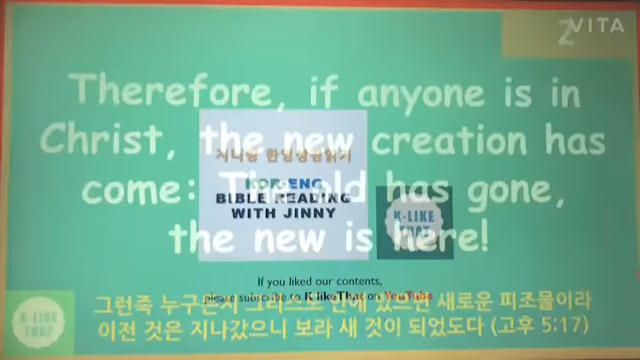 VITA
2
Therefore, if anyone is in
Christ, the new creation has
come: The old has gone,
the new is here!
지니랑 한영성경읽기
KOR-ENG
BIBLE READING
WITH JINNY
K-LIKE
THAT
If you liked our contents,
please subscribe to K likeThat on YouTube
그런즉 누구든지 그리스도 안에 있으면 새로운 피조물이라
이전 것은 지나갔으니 보라 새 것이 되었도다 (고후 5:17)
K-LIKE
THAT